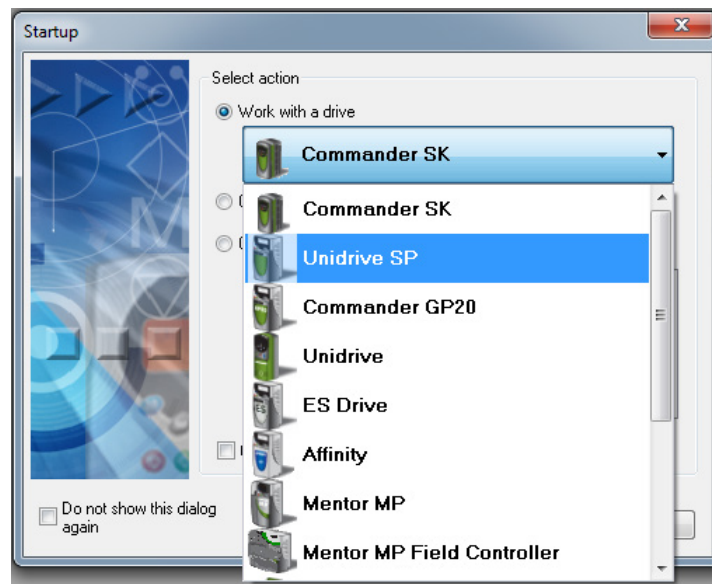 Startup
Select action
Work with a drive
Commander SK
Commander SK
Unidrive SP
Commander GP20
Unidrive
ES Drive
Affinity
Mentor MP
Mentor MP Field Controller
Do not show this dialog
again